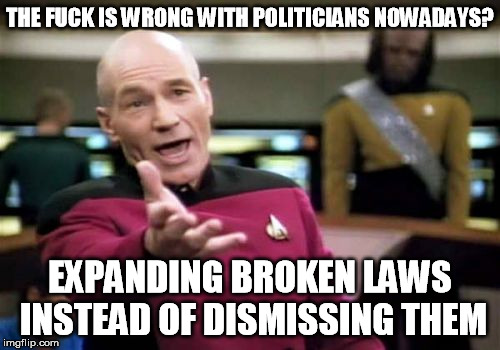 THE FUCK IS WRONG WITH POLITICIANS NOWADAYS?
EXPANDING BROKEN LAWS
INSTEAD OF DISMISSING THEM
imgflip.com